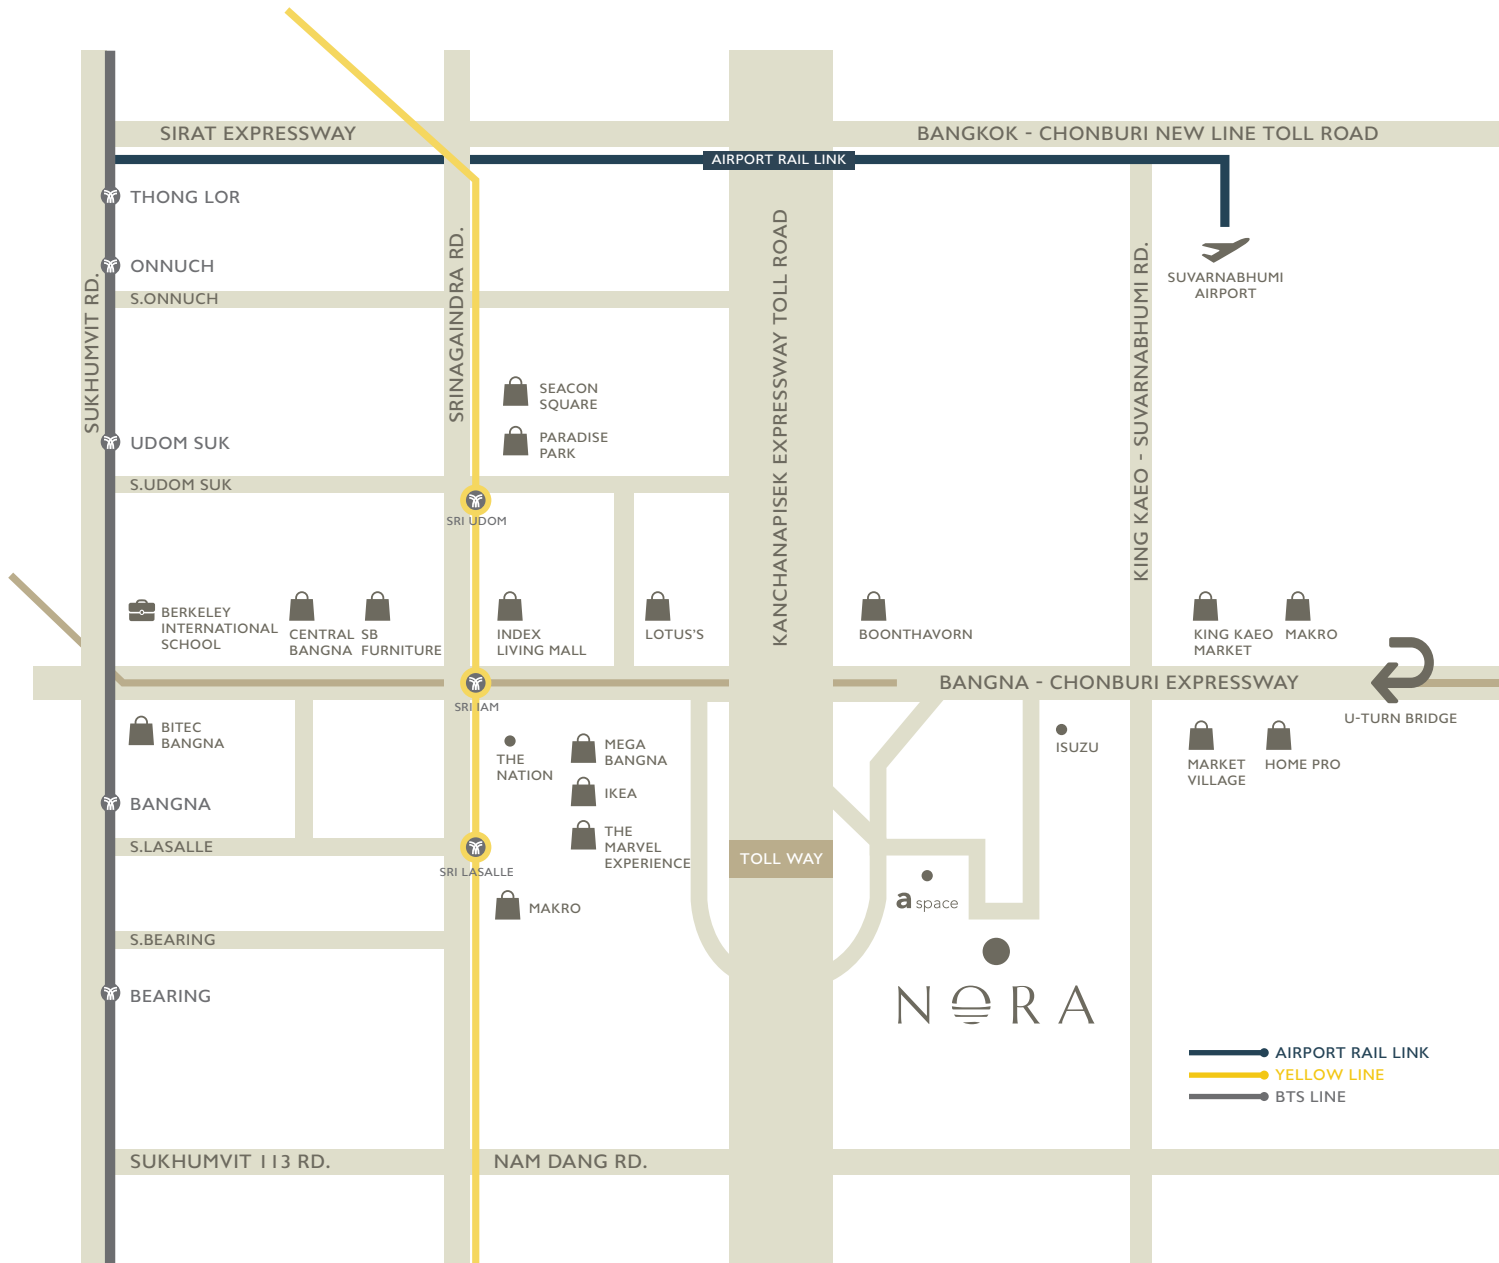 SIRAT EXPRESSWAY
BANGKOK - CHONBURI NEW LINE TOLL ROAD
AIRPORT RAIL LINK
THONG LOR
ONNUCH
S.ONNUCH
SUKHUMVIT RD.
SRINAGAINDRA RD.
KANCHANAPISEK EXPRESSWAY TOLL ROAD
KING KAEO - SUVARNABHUMI RD.
SUVARNABHUMI
AIRPORT
SEACON
SQUARE
PARADISE
PARK
UDOM SUK
S.UDOM SUK
SRI UDOM
BERKELEY
INTERNATIONAL
SCHOOL
CENTRAL
BANGNA
SB
FURNITURE
INDEX
LIVING MALL
LOTUS'S
BOONTHAVORN
KING KAEO
MARKET
MAKRO
BANGNA - CHONBURI EXPRESSWAY
SRI IAM
U-TURN BRIDGE
BITEC
BANGNA
THE
NATION
MEGA
BANGNA
IKEA
THE
MARVEL
EXPERIENCE
ISUZU
MARKET
VILLAGE
HOME PRO
BANGNA
S.LASALLE
SRI LASALLE
TOLL WAY
MAKRO
a space
S.BEARING
BEARING
NORA
AIRPORT RAIL LINK
YELLOW LINE
BTS LINE
SUKHUMVIT 113 RD.
NAM DANG RD.